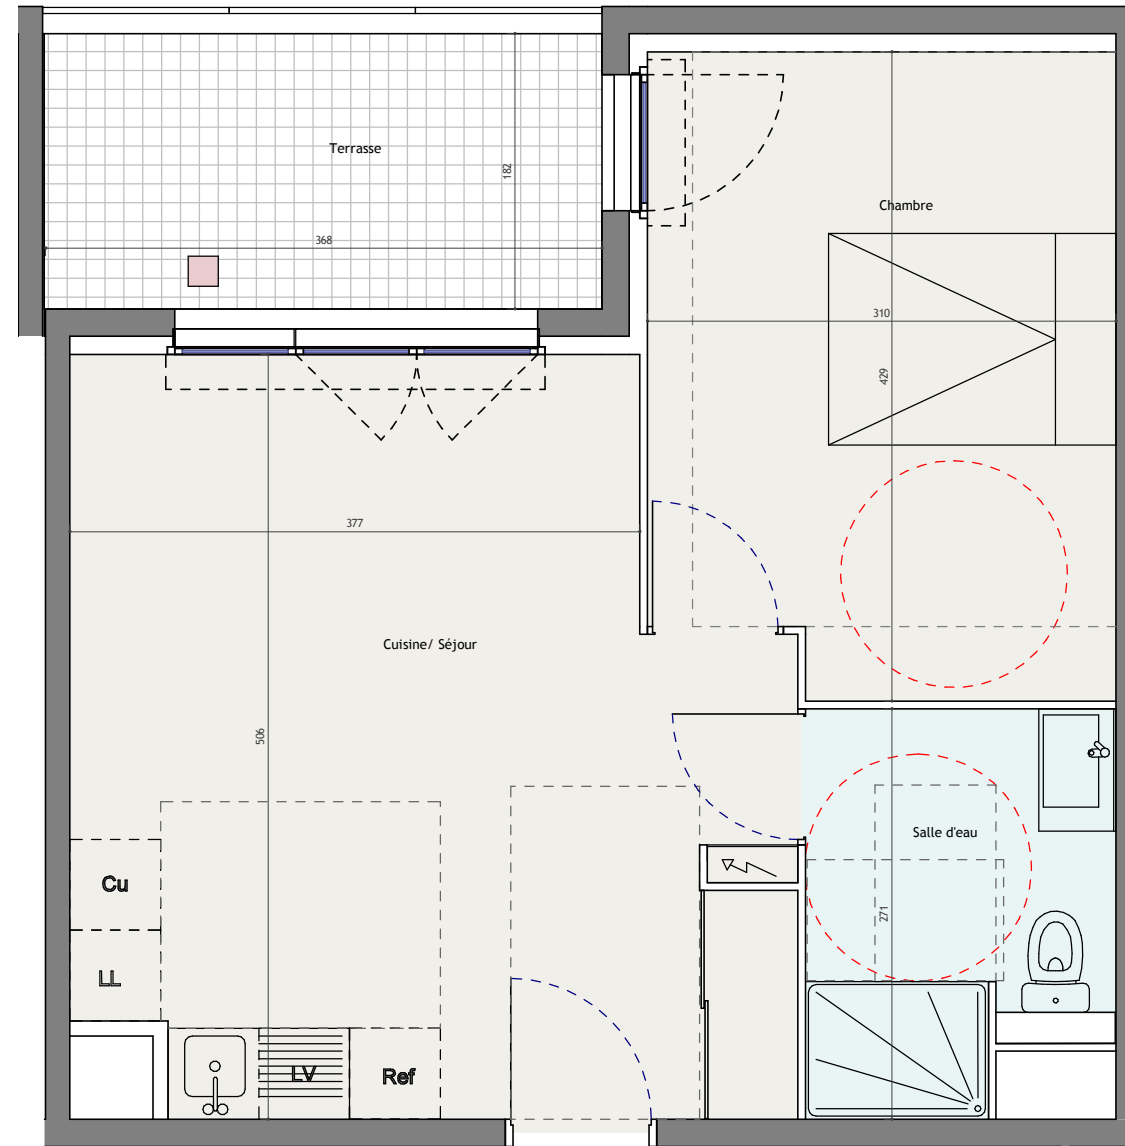 Terrasse
182
Chambre
368
310
429
377
Cuisine/ Séjour
506
Salle d'eau
Cu
271
LL
LV
Ref